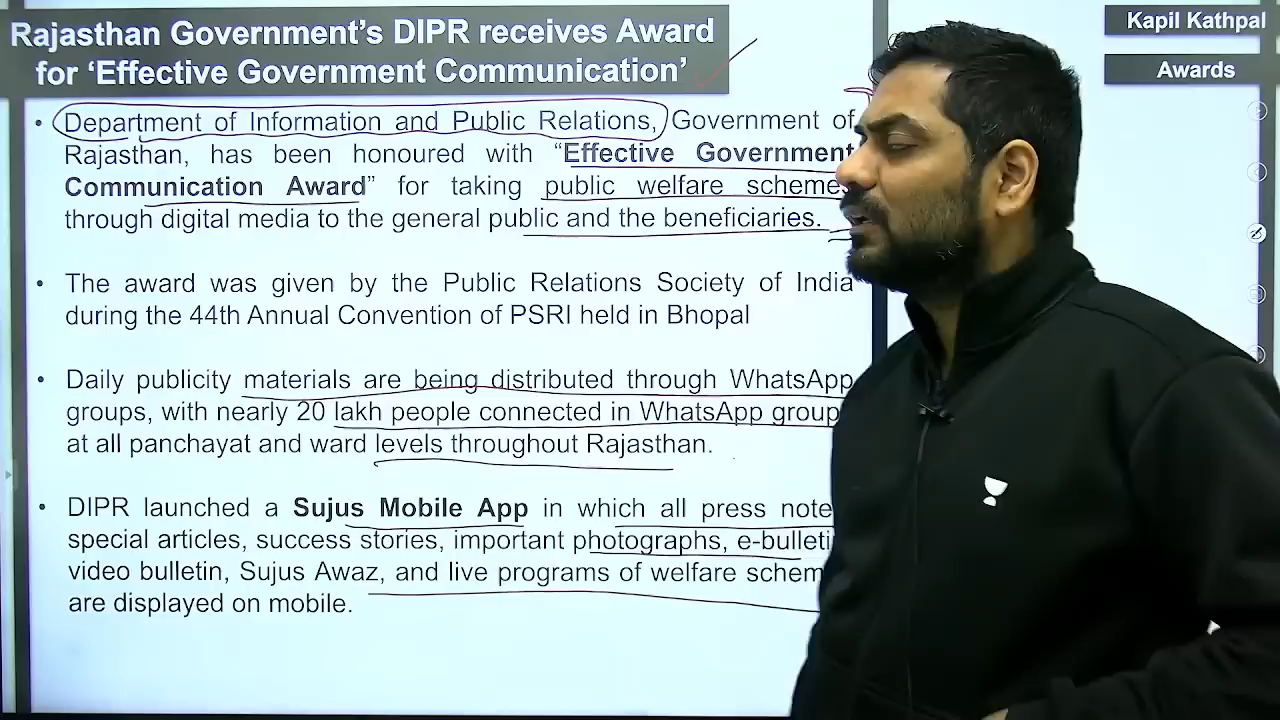 Rajasthan Government's DIPR receives Award
for 'Effective Government Communication'
Kapil Kathpal
Awards
• Department of Information and Public Relations, Government of
Rajasthan, has been honoured with "Effective Government
Communication Award" for taking public welfare schemes
through digital media to the general public and the beneficiaries.
• The award was given by the Public Relations Society of India
during the 44th Annual Convention of PSRI held in Bhopal
• Daily publicity materials are being distributed through WhatsApp
groups, with nearly 20 lakh people connected in WhatsApp group
at all panchayat and ward levels throughout Rajasthan.
• DIPR launched a Sujus Mobile App in which all press note
special articles, success stories, important photographs, e-bulleti
video bulletin, Sujus Awaz, and live programs of welfare schem
are displayed on mobile.